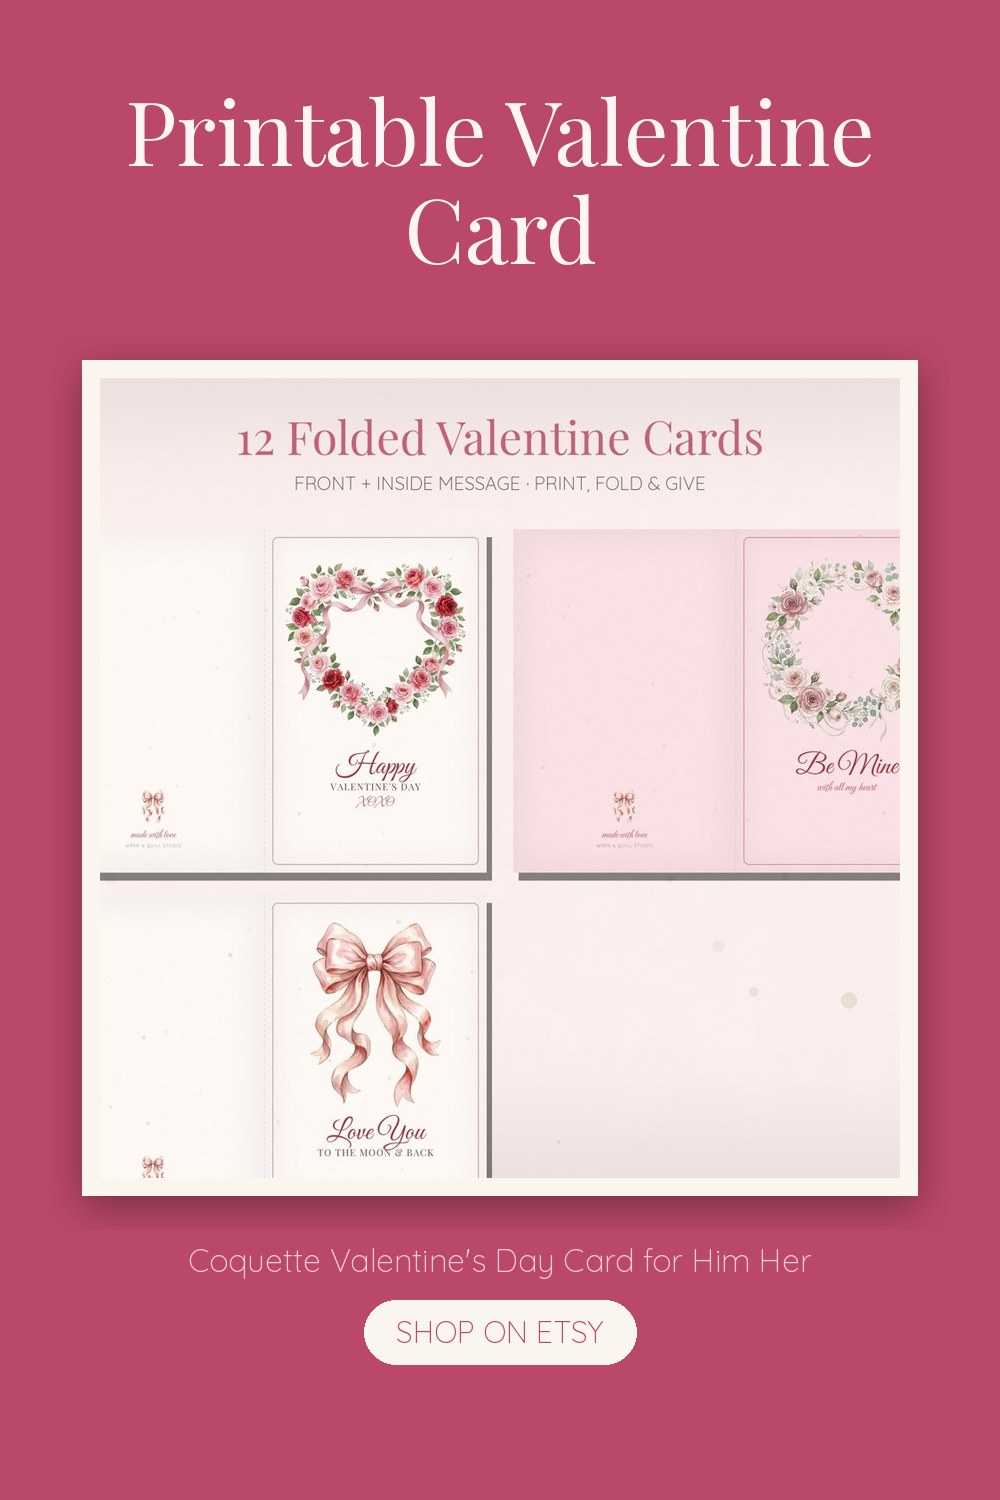 Printable Valentine
Card
12 Folded Valentine Cards
FRONT + INSIDE MESSAGE · PRINT, FOLD & GIVE
Happy
VALENTINE'S DAY
XOXO
made with love
WREN & QUILL STUDIO
Be Mine
with all my heart
made with love
WREN & QUILL STUDIO
Love You
TO THE MOON & BACK
Coquette Valentine's Day Card for Him Her
SHOP ON ETSY